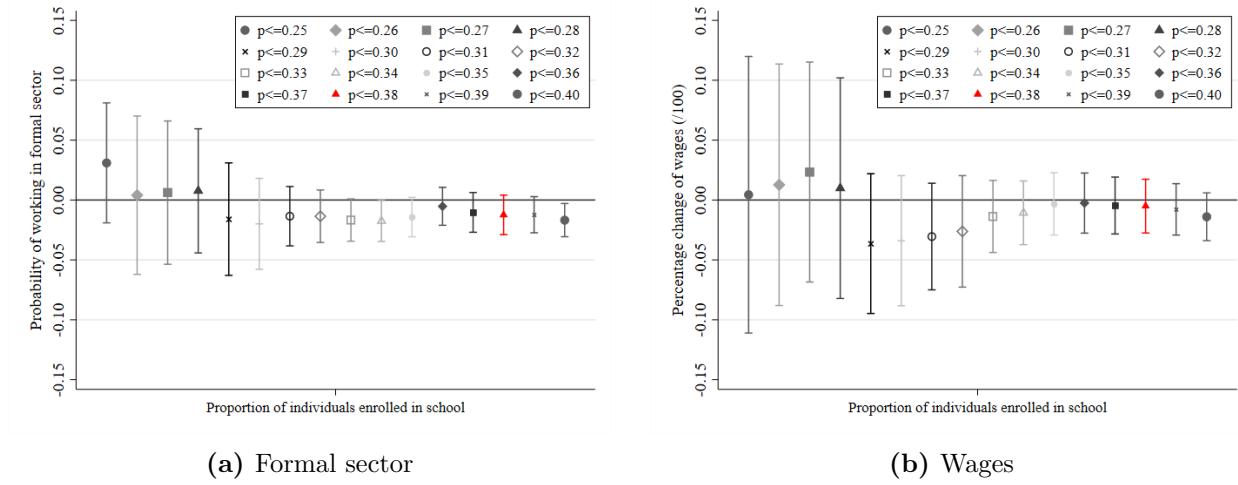 0.15
0.10
0.05
0.00
-0.05
-0.10
-0.15
Probability of working in formal sector
p<=0.25 p<=0.26 p<=0.27 p<=0.28
p<=0.29 p<=0.30 p<=0.31 p<=0.32
p<=0.33 p<=0.34 p<=0.35 p<=0.36
p<=0.37 p<=0.38 p<=0.39 p<=0.40
Proportion of individuals enrolled in school
(a) Formal sector
0.15
0.10
0.05
0.00
-0.05
-0.10
-0.15
Percentage change of wages (/100)
p<=0.25 p<=0.26 p<=0.27 p<=0.28
p<=0.29 p<=0.30 p<=0.31 p<=0.32
p<=0.33 p<=0.34 p<=0.35 p<=0.36
p<=0.37 p<=0.38 p<=0.39 p<=0.40
Proportion of individuals enrolled in school
(b) Wages